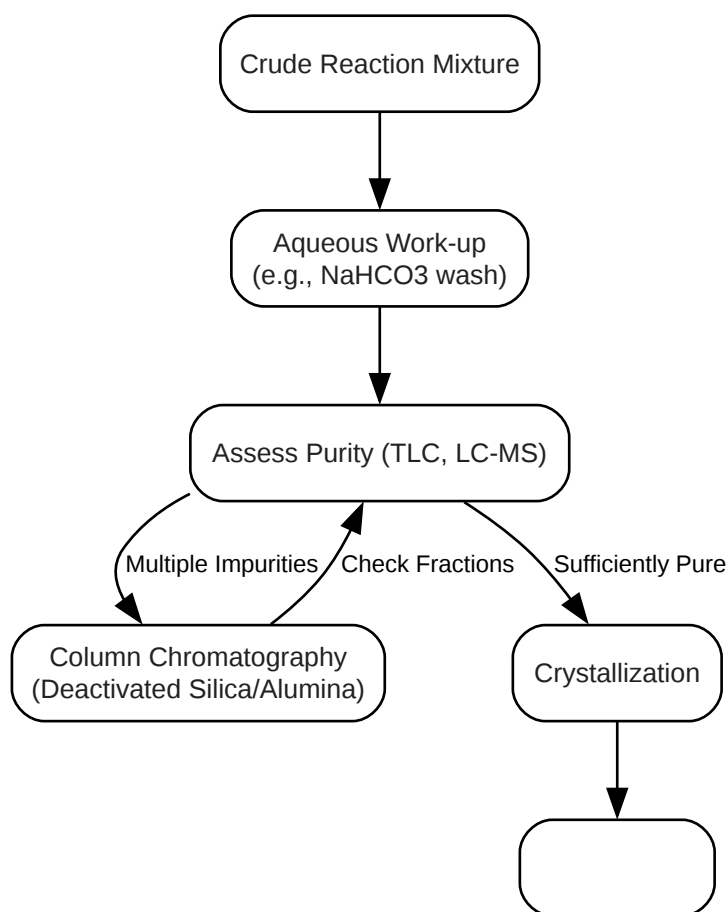 Crude Reaction Mixture
Aqueous Work-up
(e.g., NaHCO3 wash)
Assess Purity (TLC, LC-MS)
Multiple Impurities
Check Fractions
Sufficiently Pure
Column Chromatography
(Deactivated Silica/Alumina)
Crystallization